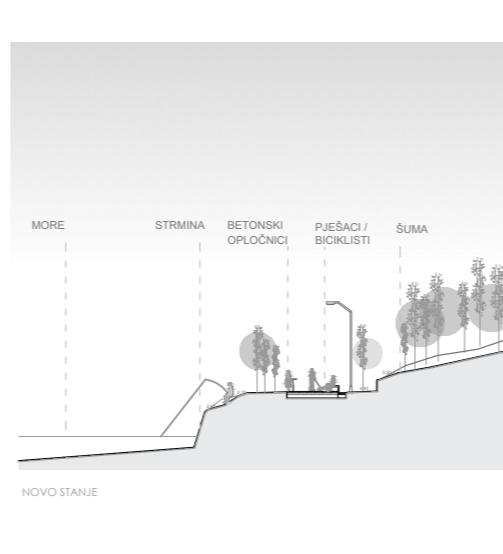 MORE
STRMINA
BETONSKI
OPLOČNICI
PJEŠACI /
BICIKLISTI
ŠUMA
NOVO STANJE